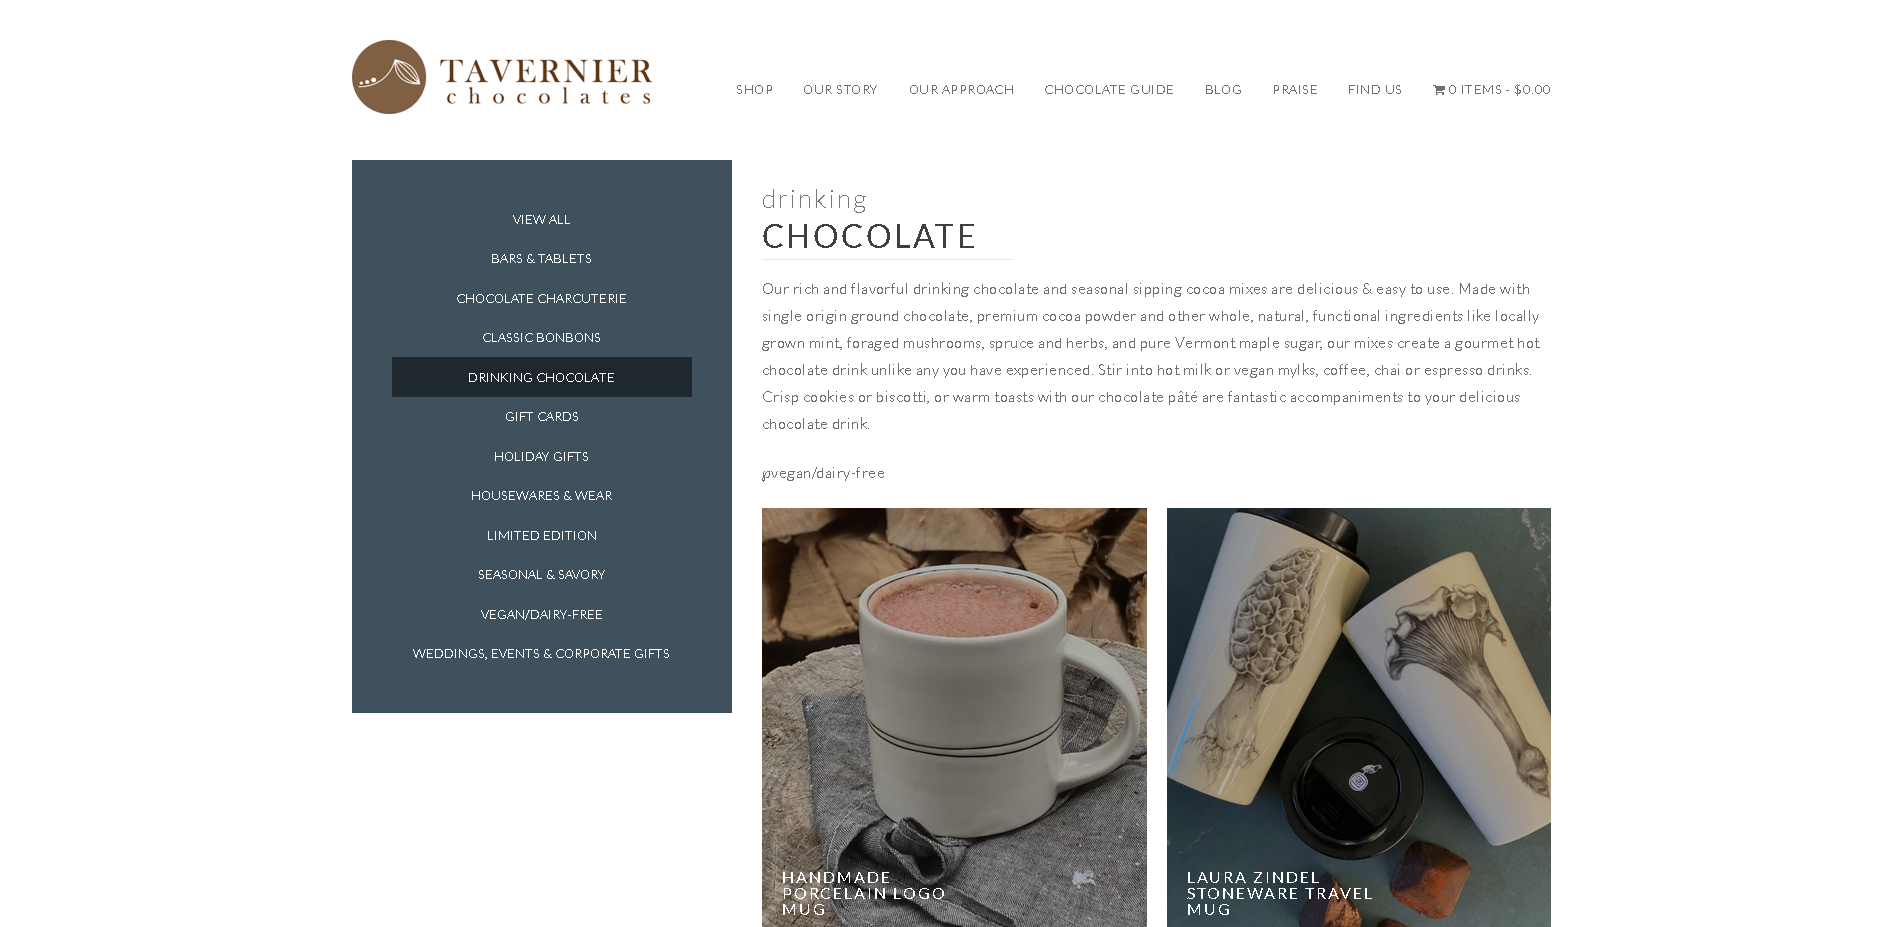 TAVERNIER
chocolates
SHOP
OUR STORY
OUR APPROACH
CHOCOLATE GUIDE
BLOG
PRAISE
FIND US
0 ITEMS - $0.00
VIEW ALL
BARS & TABLETS
CHOCOLATE CHARCUTERIE
CLASSIC BONBONS
DRINKING CHOCOLATE
GIFT CARDS
HOLIDAY GIFTS
HOUSEWARES & WEAR
LIMITED EDITION
SEASONAL & SAVORY
VEGAN/DAIRY-FREE
WEDDINGS, EVENTS & CORPORATE GIFTS
drinking
CHOCOLATE
Our rich and flavorful drinking chocolate and seasonal sipping cocoa mixes are delicious & easy to use. Made with
single origin ground chocolate, premium cocoa powder and other whole, natural, functional ingredients like locally
grown mint, foraged mushrooms, spruce and herbs, and pure Vermont maple sugar, our mixes create a gourmet hot
chocolate drink unlike any you have experienced. Stir into hot milk or vegan mylks, coffee, chai or espresso drinks.
Crisp cookies or biscotti, or warm toasts with our chocolate pâté are fantastic accompaniments to your delicious
chocolate drink.
℘vegan/dairy-free
HANDMADE
PORCELAIN LOGO
MUG
LAURA ZINDEL
STONEWARE TRAVEL
MUG